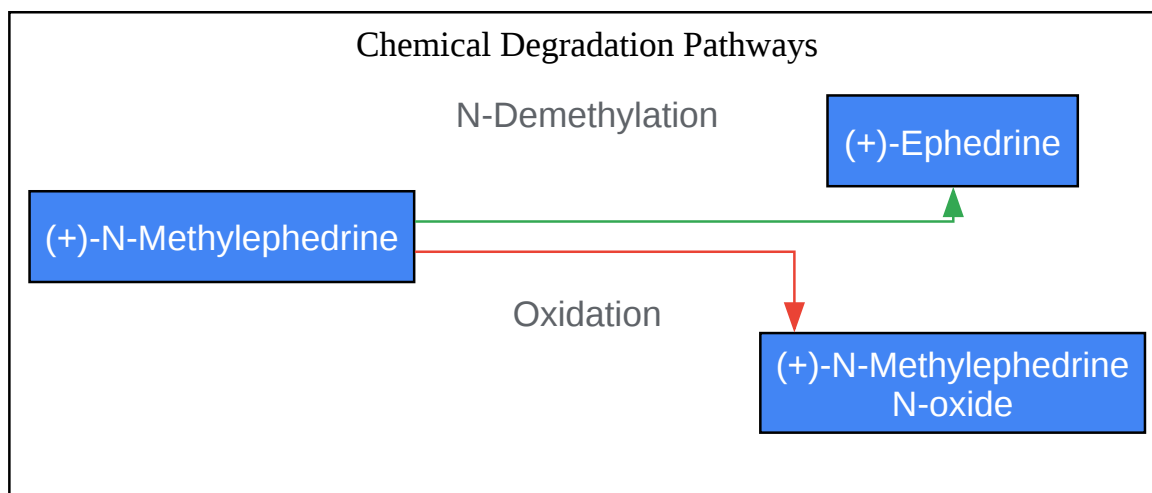 Chemical Degradation Pathways
N-Demethylation
(+)-Ephedrine
(+)-N-Methylephedrine
Oxidation
(+)-N-Methylephedrine
N-oxide